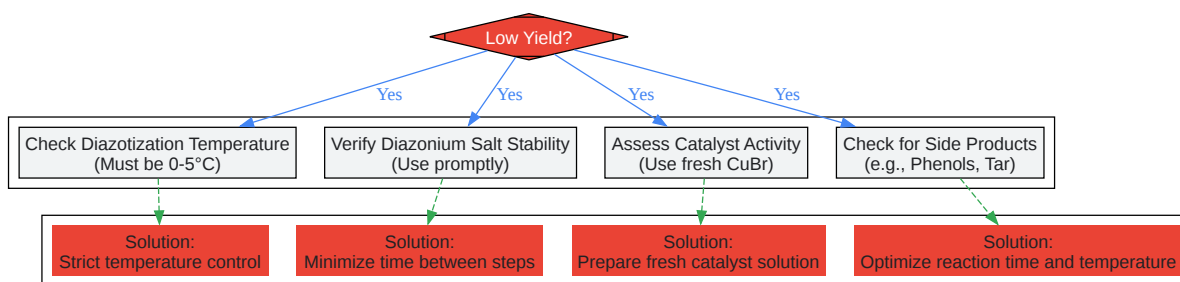 Low Yield?
Yes
Yes
Yes
Yes
Check Diazotization Temperature
(Must be 0-5°C)
Verify Diazonium Salt Stability
(Use promptly)
Assess Catalyst Activity
(Use fresh CuBr)
Check for Side Products
(e.g., Phenols, Tar)
Solution:
Strict temperature control
Solution:
Minimize time between steps
Solution:
Prepare fresh catalyst solution
Solution:
Optimize reaction time and temperature